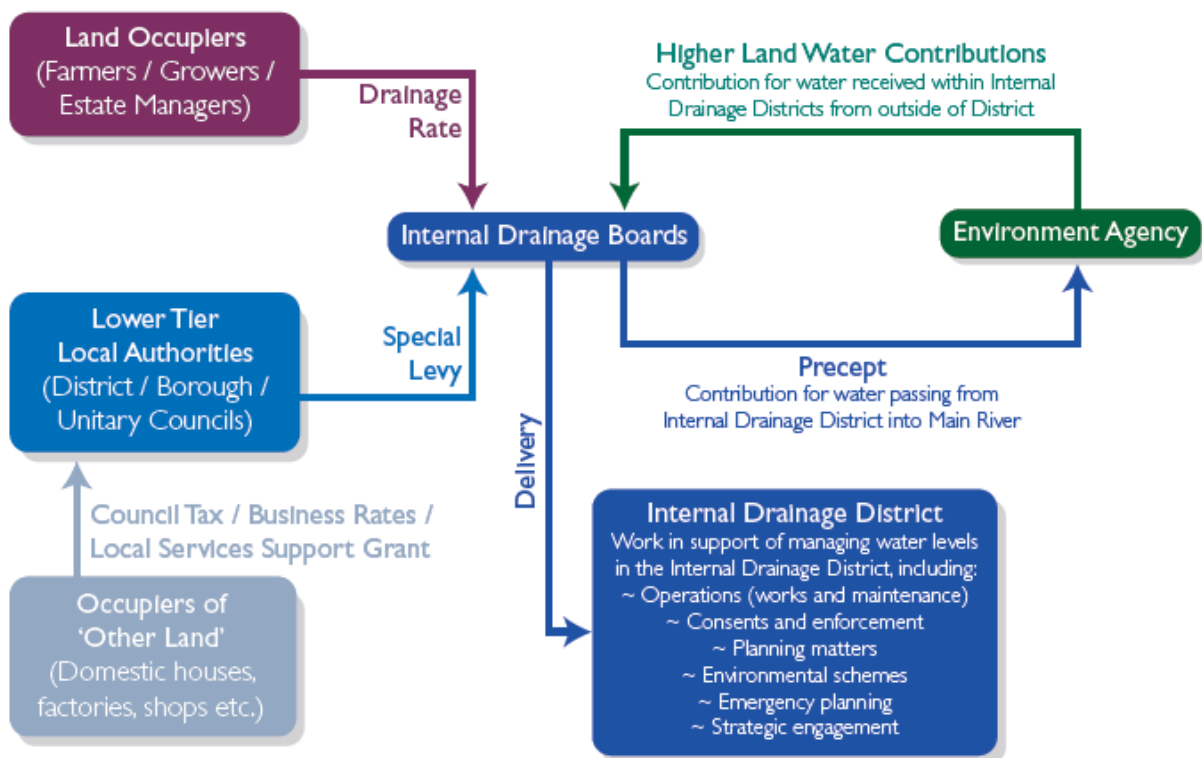 Land Occupiers
(Farmers / Growers /
Estate Managers)
Drainage
Rate
Higher Land Water Contributions
Contribution for water received within Internal
Drainage Districts from outside of District
Internal Drainage Boards
Environment Agency
Lower Tier
Local Authorities
(District / Borough /
Unitary Councils)
Special
Levy
Precept
Contribution for water passing from
Internal Drainage District into Main River
Delivery
Council Tax / Business Rates /
Local Services Support Grant
Occupiers of
‘Other Land’
(Domestic houses,
factories, shops etc.)
Internal Drainage District
Work in support of managing water levels
in the Internal Drainage District, including:
~ Operations (works and maintenance)
~ Consents and enforcement
~ Planning matters
~ Environmental schemes
~ Emergency planning
~ Strategic engagement